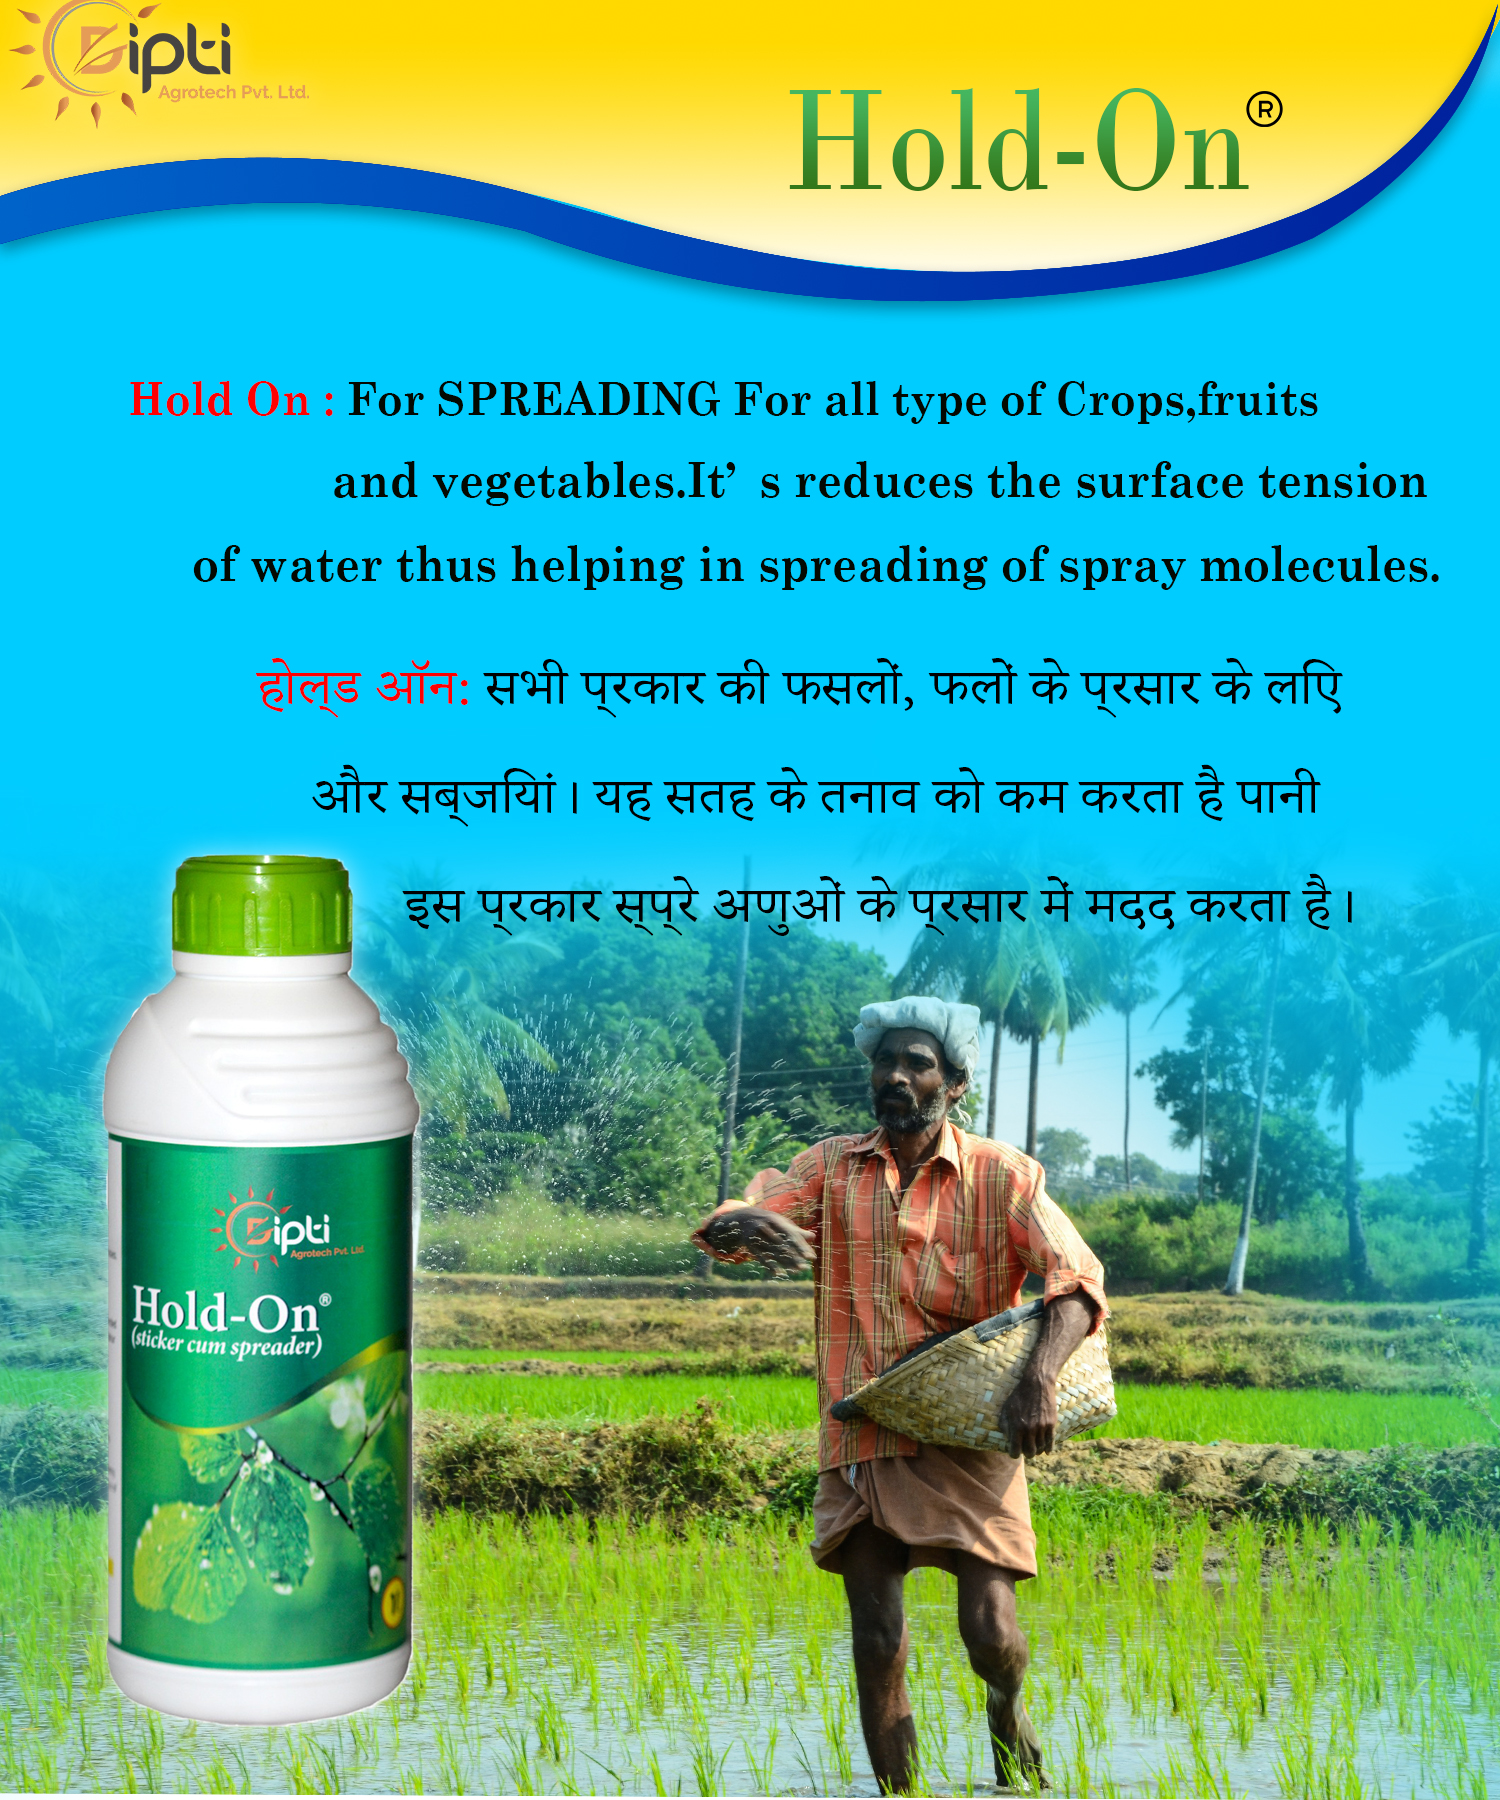 Dipti
Agrotech Pvt. Ltd.
Hold-On®
Hold On : For SPREADING For all type of Crops,fruits
and vegetables.It’ s reduces the surface tension
of water thus helping in spreading of spray molecules.
होल्‌ड ऑन: सभी प्‌रकार की फसलों, फलों के प्‌रसार के लिए
और सब्‌जियां। यह सतह के तनाव को कम करता है पानी
इस प्‌रकार स्‌प्‌रे अणुओं के प्‌रसार में मदद करता है।
Dipti
Agrotech Pvt. Ltd.
Hold-On®
(sticker cum spreader)